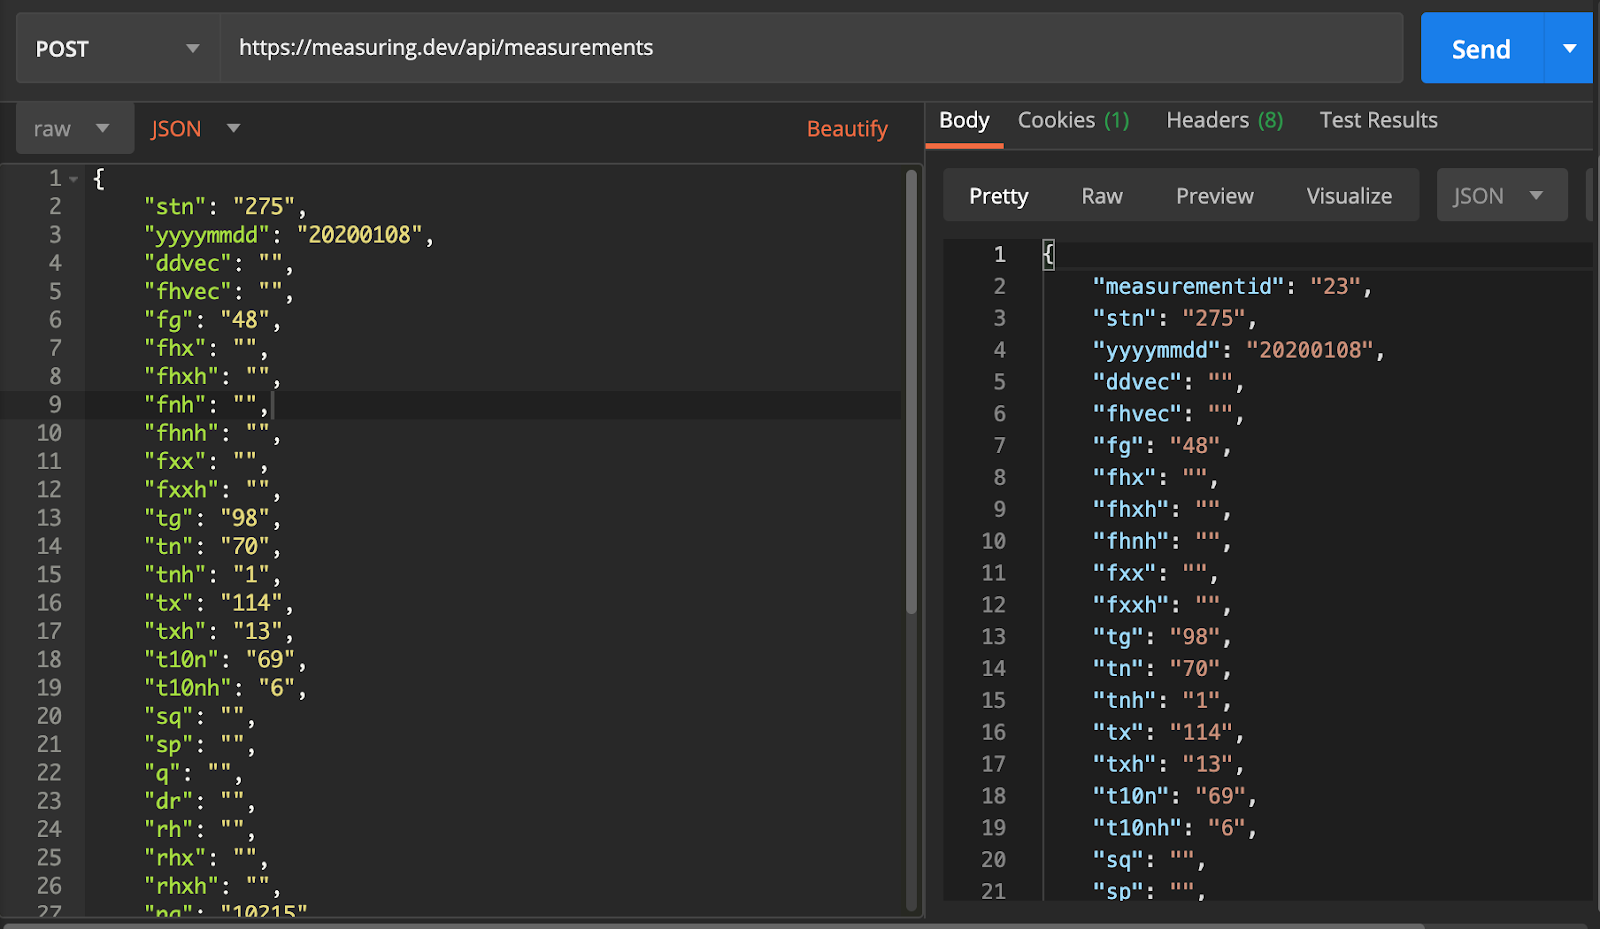 POST https://measuring.dev/api/measurements Send
raw JSON Beautify
1 {
2 "stn": "275",
3 "yyyymmdd": "20200108",
4 "ddvec": "",
5 "fhvec": "",
6 "fg": "48",
7 "fhx": "",
8 "fhxh": "",
9 "fnh": "",
10 "fhnh": "",
11 "fxx": "",
12 "fxxh": "",
13 "tg": "98",
14 "tn": "70",
15 "tnh": "1",
16 "tx": "114",
17 "txh": "13",
18 "t10n": "69",
19 "t10nh": "6",
20 "sq": "",
21 "sp": "",
22 "q": "",
23 "dr": "",
24 "rh": "",
25 "rhx": "",
26 "rhxh": "",
27 "pg": "10215"
Body Cookies (1) Headers (8) Test Results
Pretty Raw Preview Visualize JSON
1 {
2 "measurementid": "23",
3 "stn": "275",
4 "yyyymmdd": "20200108",
5 "ddvec": "",
6 "fhvec": "",
7 "fg": "48",
8 "fhx": "",
9 "fhxh": "",
10 "fhnh": "",
11 "fxx": "",
12 "fxxh": "",
13 "tg": "98",
14 "tn": "70",
15 "tnh": "1",
16 "tx": "114",
17 "txh": "13",
18 "t10n": "69",
19 "t10nh": "6",
20 "sq": "",
21 "sp": "",